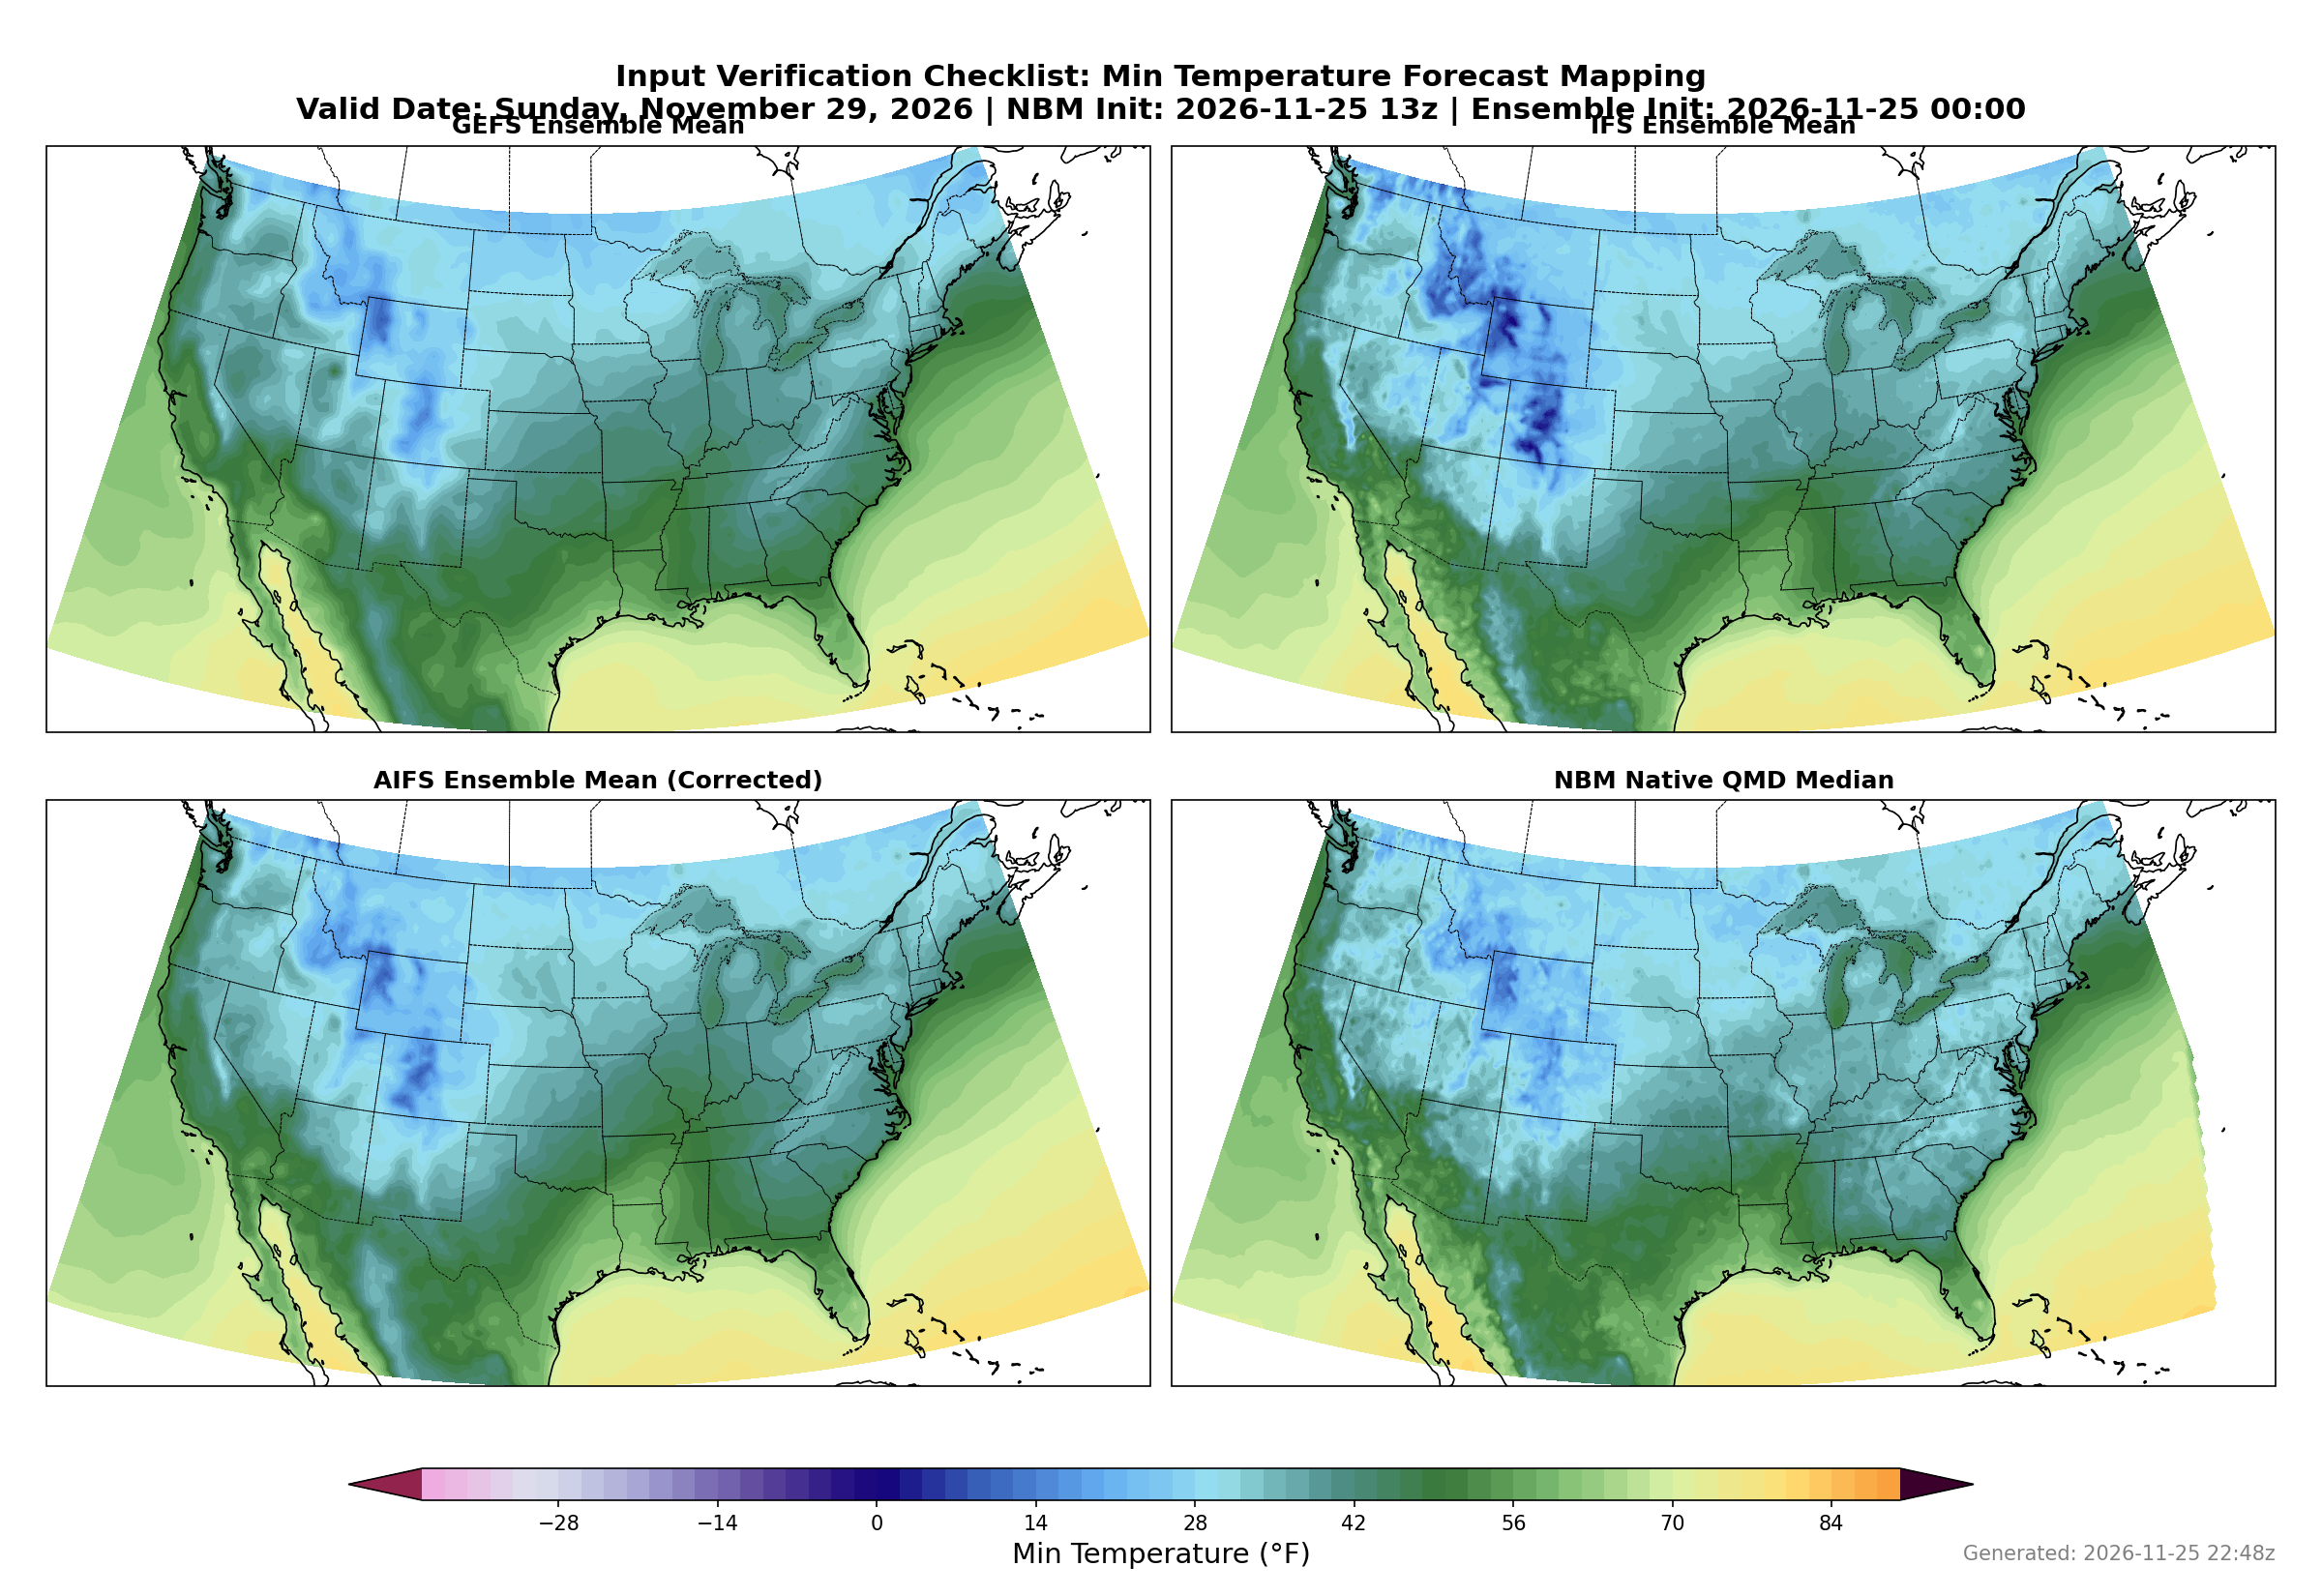 Input Verification Checklist: Min Temperature Forecast Mapping
Valid Date: Sunday, November 29, 2026 | NBM Init: 2026-11-25 13z | Ensemble Init: 2026-11-25 00:00
GEFS Ensemble Mean
IFS Ensemble Mean
AIFS Ensemble Mean (Corrected)
NBM Native QMD Median
−28 −14 0 14 28 42 56 70 84
Min Temperature (°F)
Generated: 2026-11-25 22:48z